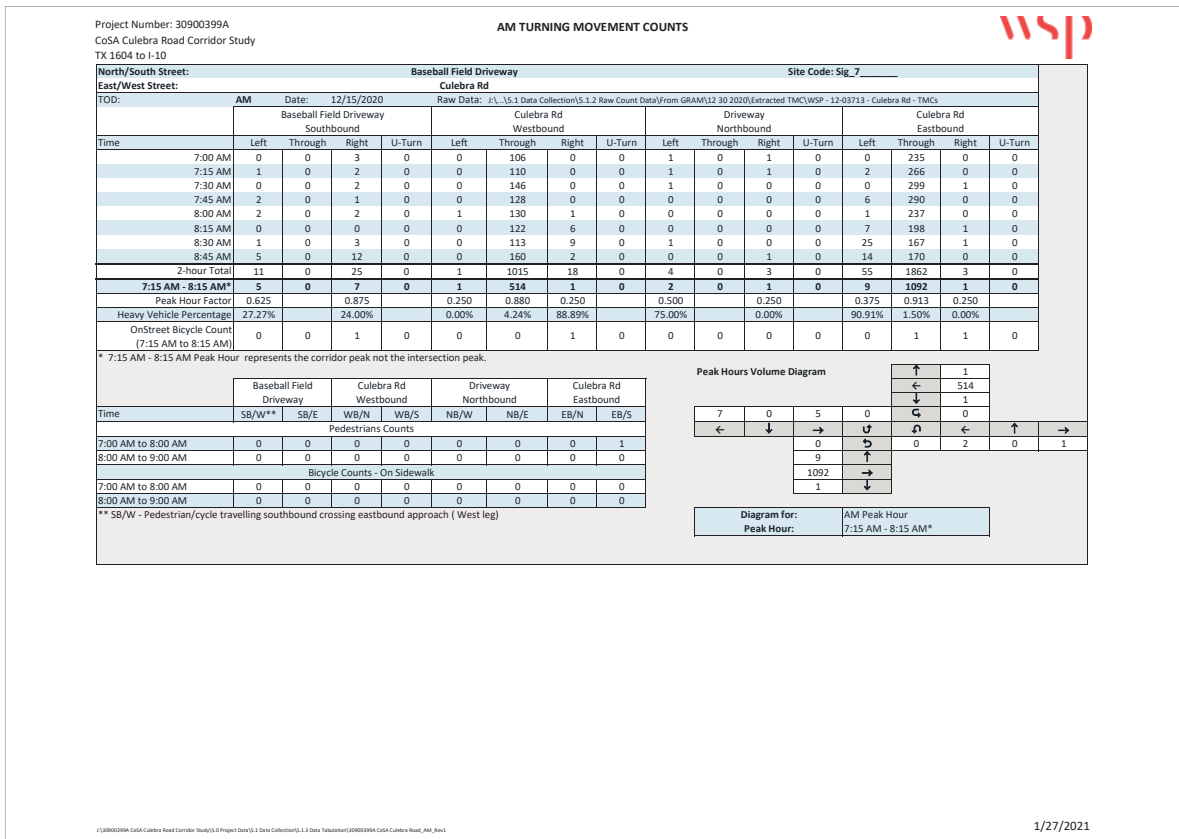 Project Number: 30900399A
CoSA Culebra Road Corridor Study
TX 1604 to I-10
AM TURNING MOVEMENT COUNTS
wsp
North/South Street: Baseball Field Driveway Site Code: Sig_7_______
East/West Street: Culebra Rd
TOD: AM Date: 12/15/2020 Raw Data: J:\...\5.1 Data Collection\5.1.2 Raw Count Data\From GRAM\12 30 2020\Extracted TMC\WSP - 12-03713 - Culebra Rd - TMCs
Baseball Field Driveway Culebra Rd Driveway Culebra Rd
Southbound Westbound Northbound Eastbound
Time Left Through Right U-Turn Left Through Right U-Turn Left Through Right U-Turn Left Through Right U-Turn
7:00 AM 0 0 3 0 0 106 0 0 1 0 1 0 0 235 0 0
7:15 AM 1 0 2 0 0 110 0 0 1 0 1 0 2 266 0 0
7:30 AM 0 0 2 0 0 146 0 0 1 0 0 0 0 299 1 0
7:45 AM 2 0 1 0 0 128 0 0 0 0 0 0 6 290 0 0
8:00 AM 2 0 2 0 1 130 1 0 0 0 0 0 1 237 0 0
8:15 AM 0 0 0 0 0 122 6 0 0 0 0 0 7 198 1 0
8:30 AM 1 0 3 0 0 113 9 0 1 0 0 0 25 167 1 0
8:45 AM 5 0 12 0 0 160 2 0 0 0 1 0 14 170 0 0
2-hour Total 11 0 25 0 1 1015 18 0 4 0 3 0 55 1862 3 0
7:15 AM - 8:15 AM* 5 0 7 0 1 514 1 0 2 0 1 0 9 1092 1 0
Peak Hour Factor 0.625 0.875 0.250 0.880 0.250 0.500 0.250 0.375 0.913 0.250
Heavy Vehicle Percentage 27.27% 24.00% 0.00% 4.24% 88.89% 75.00% 0.00% 90.91% 1.50% 0.00%
OnStreet Bicycle Count
(7:15 AM to 8:15 AM) 0 0 1 0 0 0 1 0 0 0 0 0 0 1 1 0
* 7:15 AM - 8:15 AM Peak Hour represents the corridor peak not the intersection peak.
Baseball Field Culebra Rd Driveway Culebra Rd
Driveway Westbound Northbound Eastbound
Time SB/W** SB/E WB/N WB/S NB/W NB/E EB/N EB/S
Pedestrians Counts
7:00 AM to 8:00 AM 0 0 0 0 0 0 0 1
8:00 AM to 9:00 AM 0 0 0 0 0 0 0 0
Bicycle Counts - On Sidewalk
7:00 AM to 8:00 AM 0 0 0 0 0 0 0 0
8:00 AM to 9:00 AM 0 0 0 0 0 0 0 0
** SB/W - Pedestrian/cycle travelling southbound crossing eastbound approach ( West leg)
Peak Hours Volume Diagram ↑ 1
← 514
↓ 1
7 0 5 0 ↪ 0
← ↓ → ↺ ↷ ← ↑ →
0 ↩ 0 2 0 1
9 ↑
1092 →
1 ↓
Diagram for: AM Peak Hour
Peak Hour: 7:15 AM - 8:15 AM*
J:\30900399A CoSA Culebra Road Corridor Study\5.0 Project Data\5.1 Data Collection\5.1.3 Data Tabulation\30900399A CoSA Culebra Road_AM_Rev1
1/27/2021